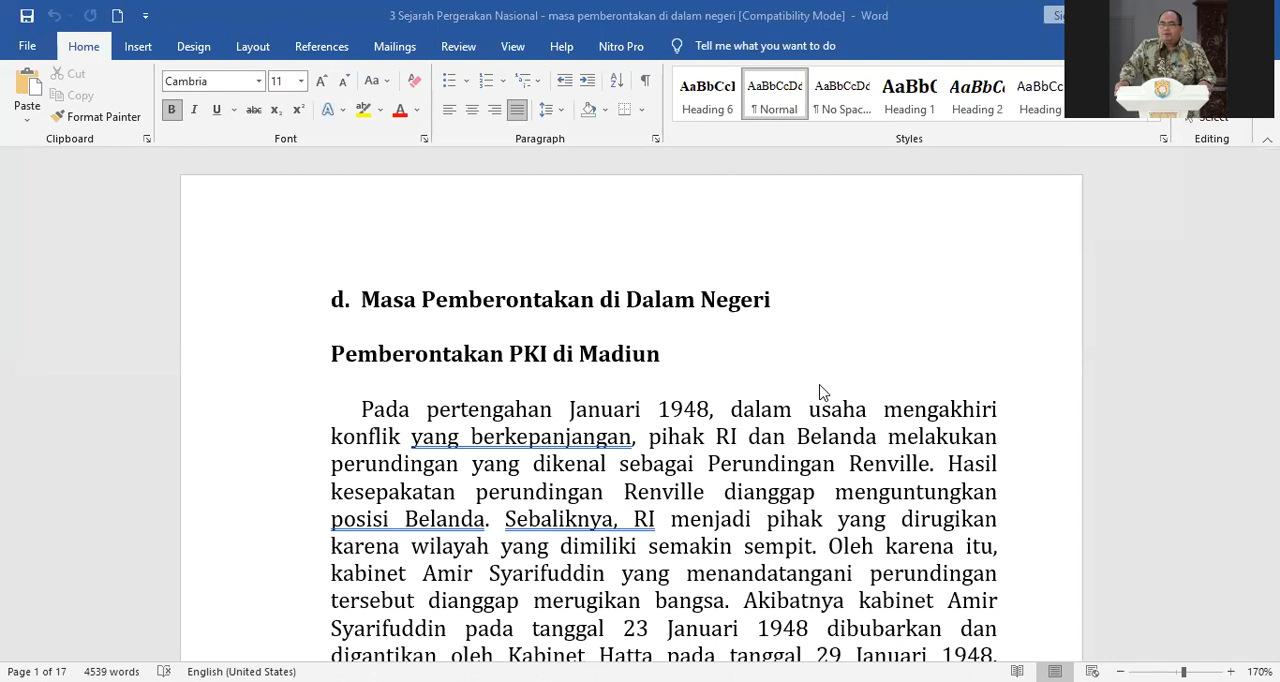 3 Sejarah Pergerakan Nasional - masa pemberontakan di dalam negeri [Compatibility Mode] - Word
File Home Insert Design Layout References Mailings Review View Help Nitro Pro Tell me what you want to do
Paste
Cut
Copy
Format Painter
Clipboard
Cambria 11
Font
Paragraph
AaBbCcI AaBbCcDd AaBbCcDd AaBbC AaBbCc AaBbCc
Heading 6 ¶ Normal ¶ No Spac... Heading 1 Heading 2 Heading
Styles
Select
Editing
d. Masa Pemberontakan di Dalam Negeri
Pemberontakan PKI di Madiun
Pada pertengahan Januari 1948, dalam usaha mengakhiri
konflik yang berkepanjangan, pihak RI dan Belanda melakukan
perundingan yang dikenal sebagai Perundingan Renville. Hasil
kesepakatan perundingan Renville dianggap menguntungkan
posisi Belanda. Sebaliknya, RI menjadi pihak yang dirugikan
karena wilayah yang dimiliki semakin sempit. Oleh karena itu,
kabinet Amir Syarifuddin yang menandatangani perundingan
tersebut dianggap merugikan bangsa. Akibatnya kabinet Amir
Syarifuddin pada tanggal 23 Januari 1948 dibubarkan dan
digantikan oleh Kabinet Hatta pada tanggal 29 Januari 1948.
Page 1 of 17 4539 words English (United States) 170%